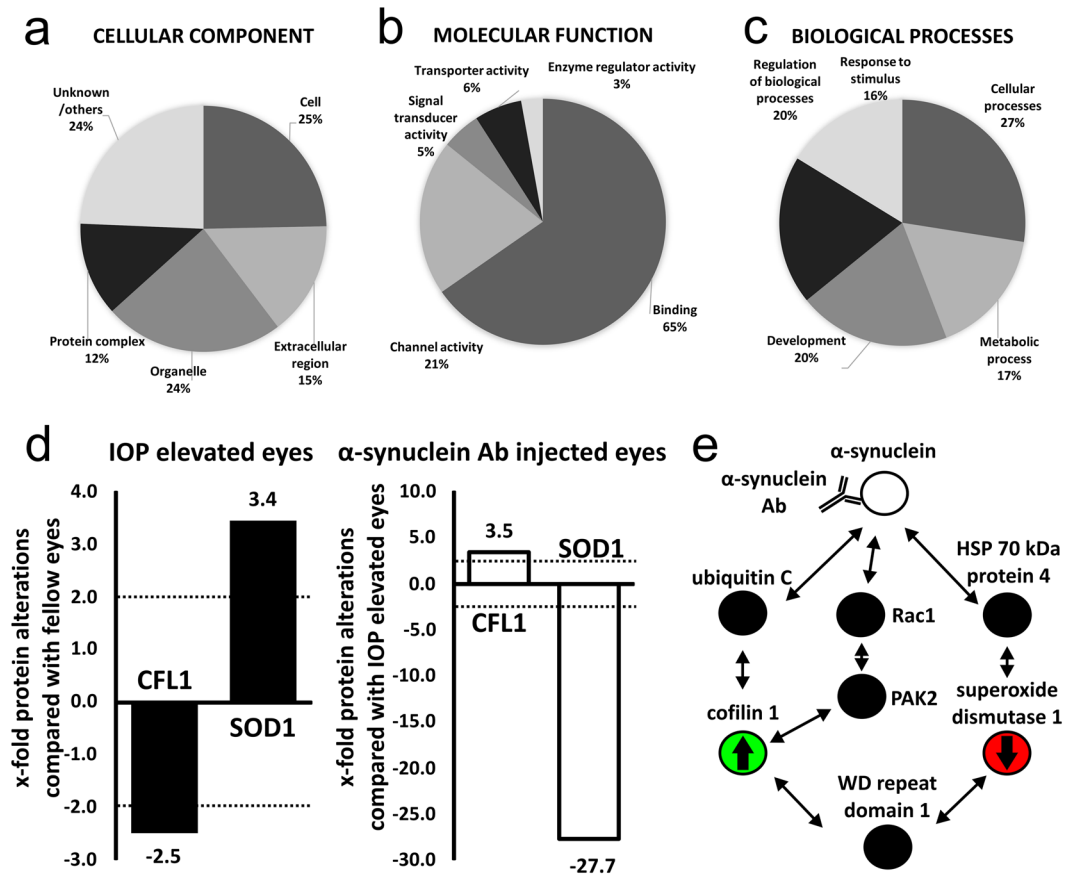 a
CELLULAR COMPONENT
Unknown
/others
24%
Cell
25%
Protein complex
12%
Organelle
24%
Extracellular
region
15%
b
MOLECULAR FUNCTION
Transporter activity
6%
Enzyme regulator activity
3%
Signal
transducer
activity
5%
Binding
65%
Channel activity
21%
c
BIOLOGICAL PROCESSES
Regulation
of biological
processes
20%
Response to
stimulus
16%
Cellular
processes
27%
Development
20%
Metabolic
process
17%
d
IOP elevated eyes
x-fold protein alterations
compared with fellow eyes
4.0
3.0
2.0
1.0
0.0
-1.0
-2.0
-3.0
3.4
CFL1
SOD1
-2.5
α-synuclein Ab injected eyes
x-fold protein alterations
compared with IOP elevated eyes
10.0
5.0
0.0
-5.0
-10.0
-15.0
-20.0
-25.0
-30.0
3.5
SOD1
CFL1
-27.7
e
α-synuclein
α-synuclein
Ab
HSP 70 kDa
protein 4
ubiquitin C
Rac1
PAK2
cofilin 1
superoxide
dismutase 1
WD repeat
domain 1